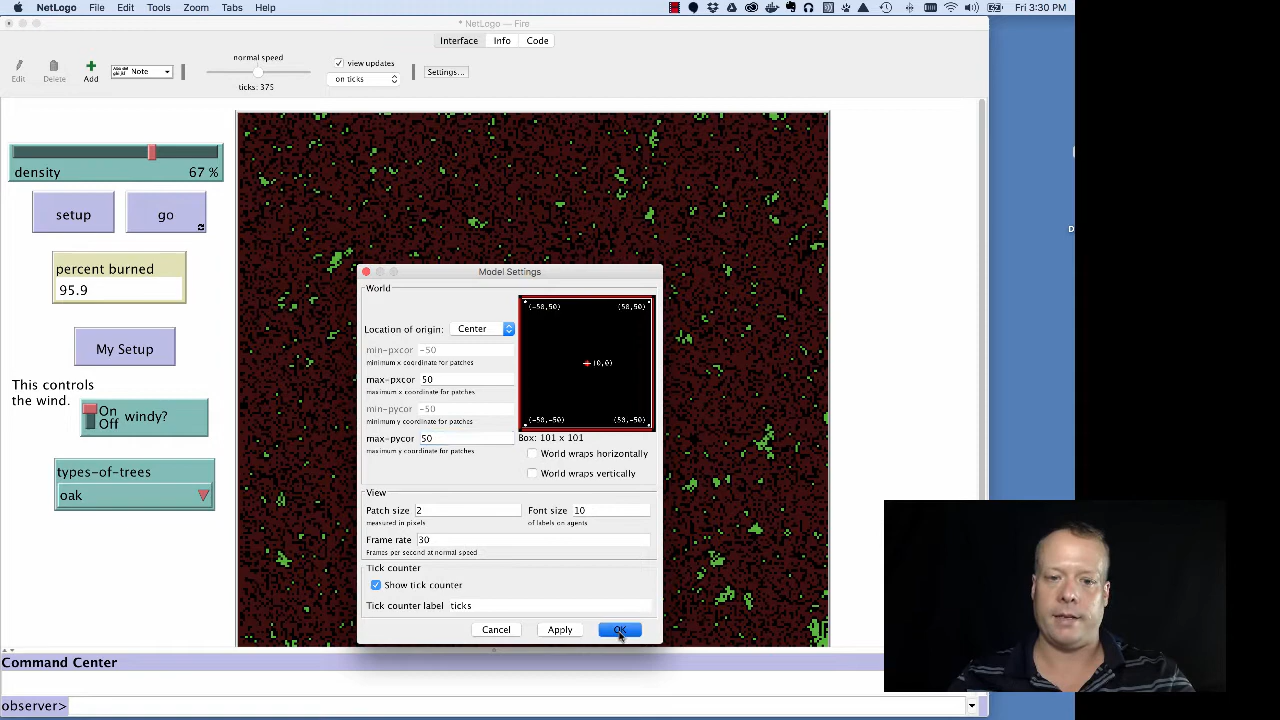 NetLogo File Edit Tools Zoom Tabs Help Fri 3:30 PM
* NetLogo — Fire
Interface Info Code
Edit Delete Add Note normal speed view updates
ticks: 375 on ticks Settings...
density 67 %
setup go
percent burned
95.9
My Setup
This controls
the wind.
On
Off windy?
types-of-trees
oak
Model Settings
World
Location of origin: Center
min-pxcor -50
minimum x coordinate for patches
max-pxcor 50
maximum x coordinate for patches
min-pycor -50
minimum y coordinate for patches
max-pycor 50
maximum y coordinate for patches
(-50,50) (50,50)
(0,0)
(-50,-50) (50,-50)
Box: 101 x 101
World wraps horizontally
World wraps vertically
View
Patch size 2 Font size 10
measured in pixels of labels on agents
Frame rate 30
Frames per second at normal speed
Tick counter
Show tick counter
Tick counter label ticks
Cancel Apply OK
Command Center
observer>
D